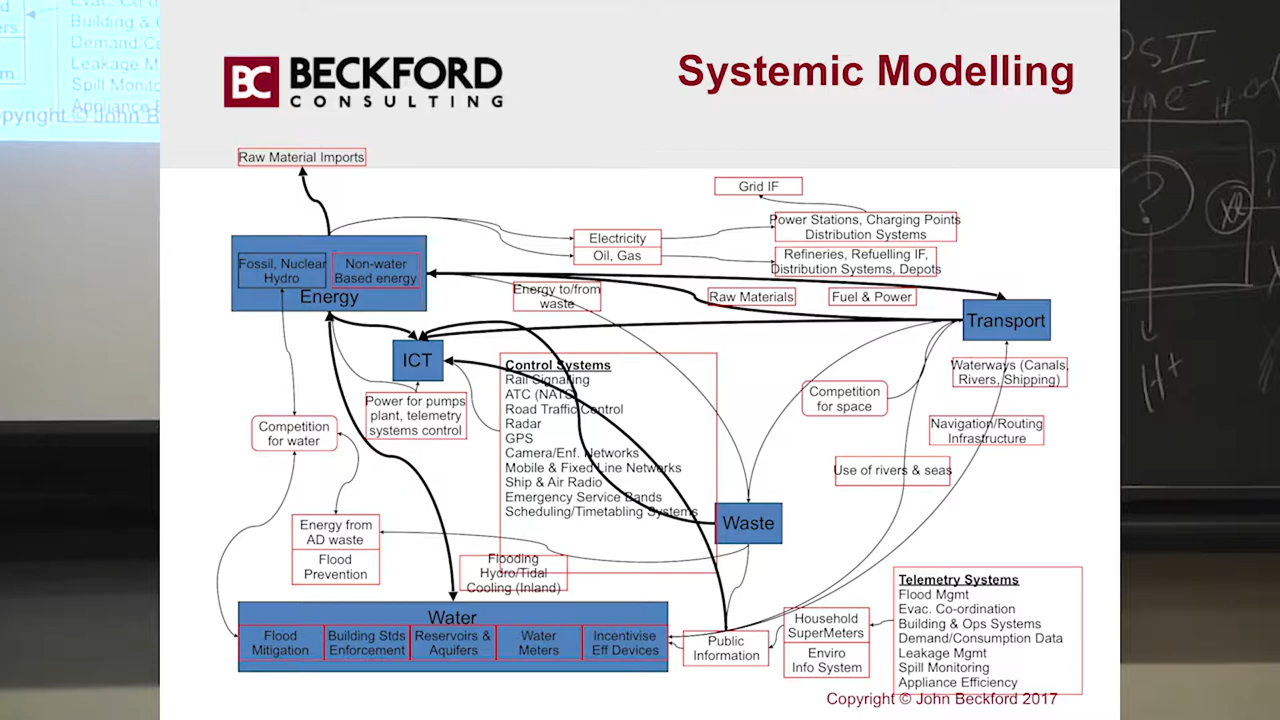 BC BECKFORD
CONSULTING
Systemic Modelling
Raw Material Imports
Grid IF
Power Stations, Charging Points
Distribution Systems
Electricity
Oil, Gas
Refineries, Refuelling IF,
Distribution Systems, Depots
Fossil, Nuclear
Hydro
Non-water
Based energy
Energy
Energy to/from
waste
Raw Materials
Fuel & Power
Transport
ICT
Control Systems
Rail Signalling
ATC (NATS)
Road Traffic Control
Radar
GPS
Camera/Enf. Networks
Mobile & Fixed Line Networks
Ship & Air Radio
Emergency Service Bands
Scheduling/Timetabling Systems
Waterways (Canals,
Rivers, Shipping)
Competition
for space
Power for pumps
plant, telemetry
systems control
Competition
for water
Navigation/Routing
Infrastructure
Use of rivers & seas
Waste
Energy from
AD waste
Flood
Prevention
Flooding
Hydro/Tidal
Cooling (Inland)
Telemetry Systems
Flood Mgmt
Evac. Co-ordination
Building & Ops Systems
Demand/Consumption Data
Leakage Mgmt
Spill Monitoring
Appliance Efficiency
Water
Flood
Mitigation
Building Stds
Enforcement
Reservoirs &
Aquifers
Water
Meters
Incentivise
Eff Devices
Public
Information
Household
SuperMeters
Enviro
Info System
Copyright © John Beckford 2017
Building &
Leakage M
Spill Monito
Appliance
pyright © John B
H+